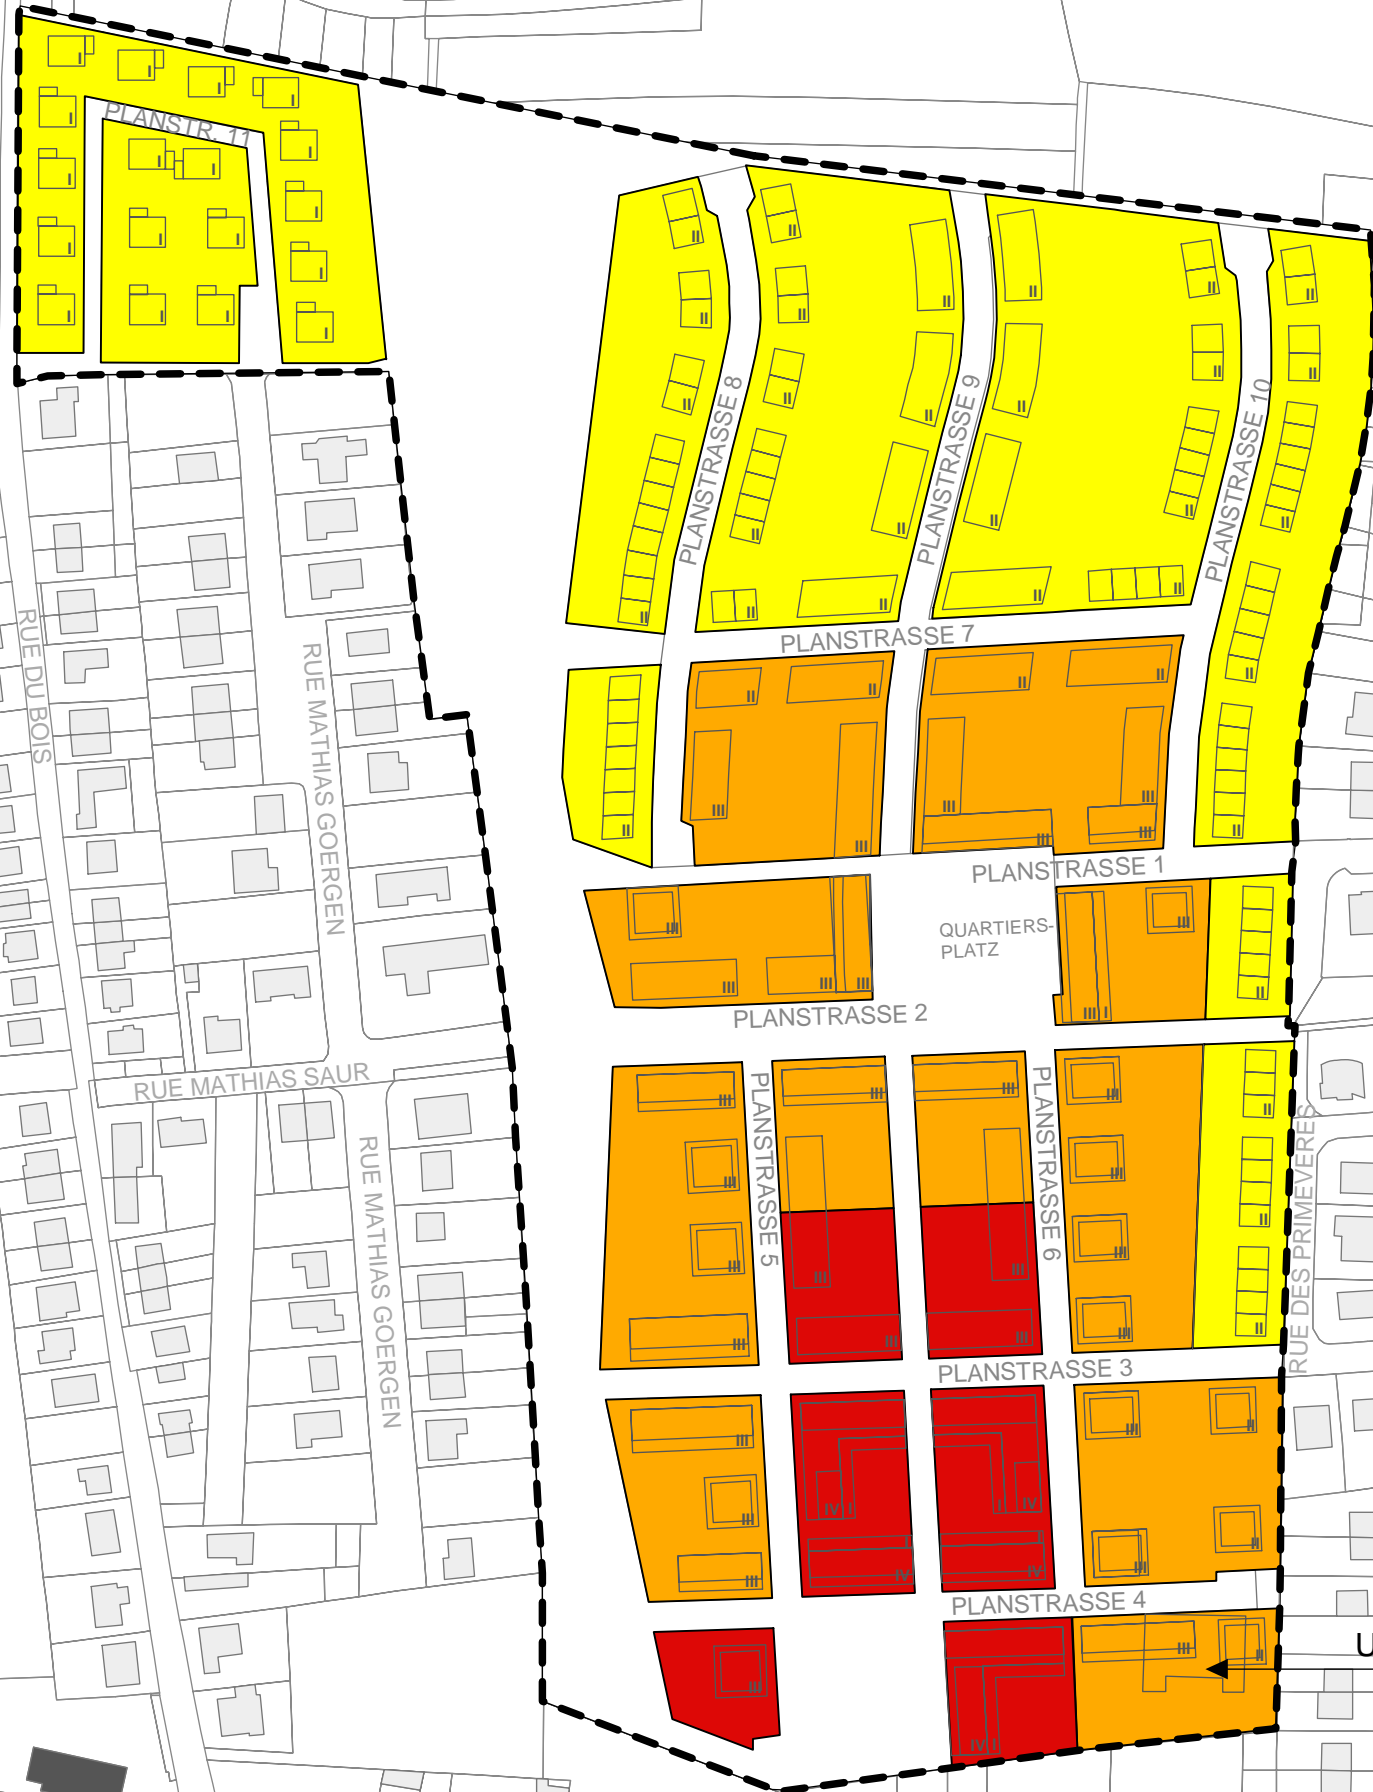 PLANSTR. 11
PLANSTRASSE 8
PLANSTRASSE 9
PLANSTRASSE 10
PLANSTRASSE 7
RUE DU BOIS
RUE MATHIAS GOERGEN
PLANSTRASSE 1
QUARTIERS-
PLATZ
PLANSTRASSE 2
RUE MATHIAS SAUR
PLANSTRASSE 5
PLANSTRASSE 6
RUE MATHIAS GOERGEN
RUE DES PRIMEVERES
PLANSTRASSE 3
PLANSTRASSE 4
U